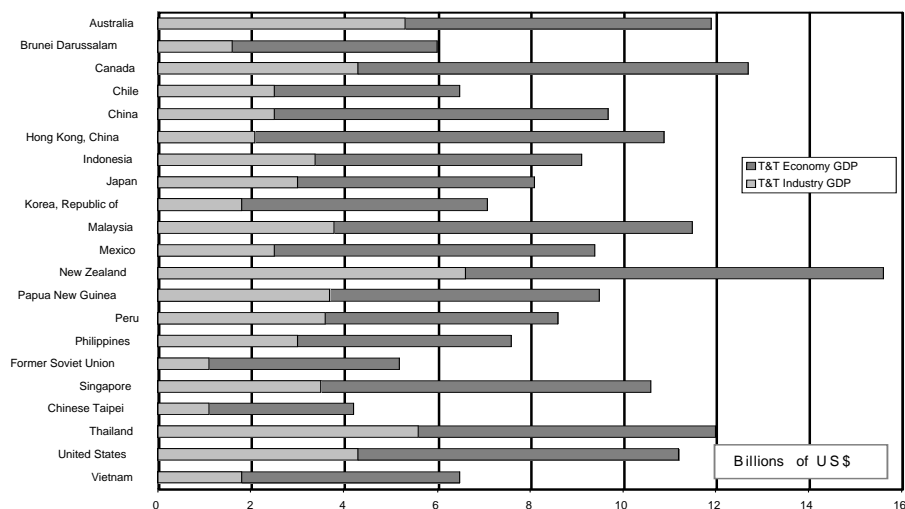 Australia
Brunei Darussalam
Canada
Chile
China
Hong Kong, China
Indonesia
Japan
Korea, Republic of
Malaysia
Mexico
New Zealand
Papua New Guinea
Peru
Philippines
Former Soviet Union
Singapore
Chinese Taipei
Thailand
United States
Vietnam
T&T Economy GDP
T&T Industry GDP
Billions of US$
0 2 4 6 8 10 12 14 16